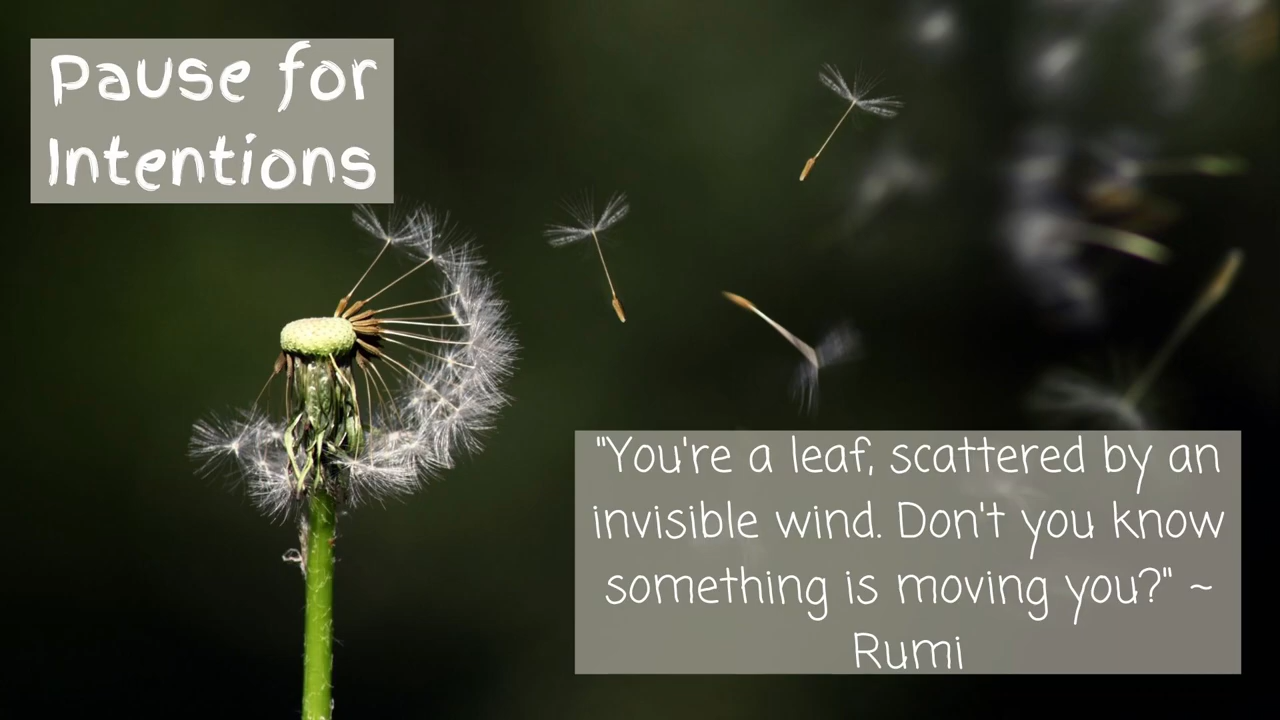 Pause for
Intentions
"You're a leaf, scattered by an
invisible wind. Don't you know
something is moving you?" ~
Rumi